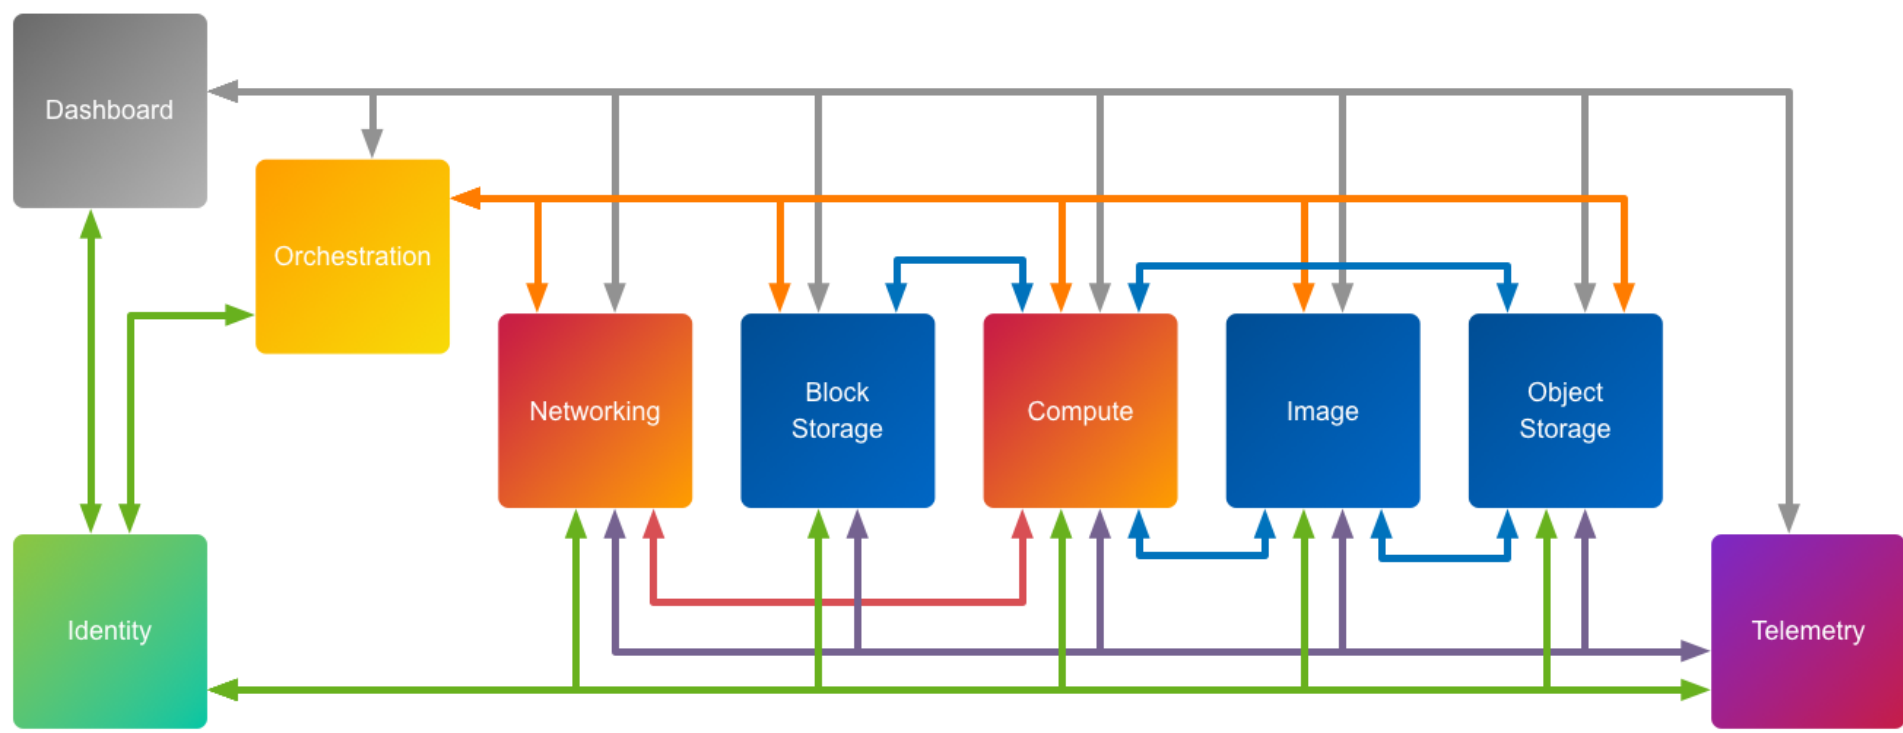 Dashboard
Orchestration
Networking
Block
Storage
Compute
Image
Object
Storage
Identity
Telemetry